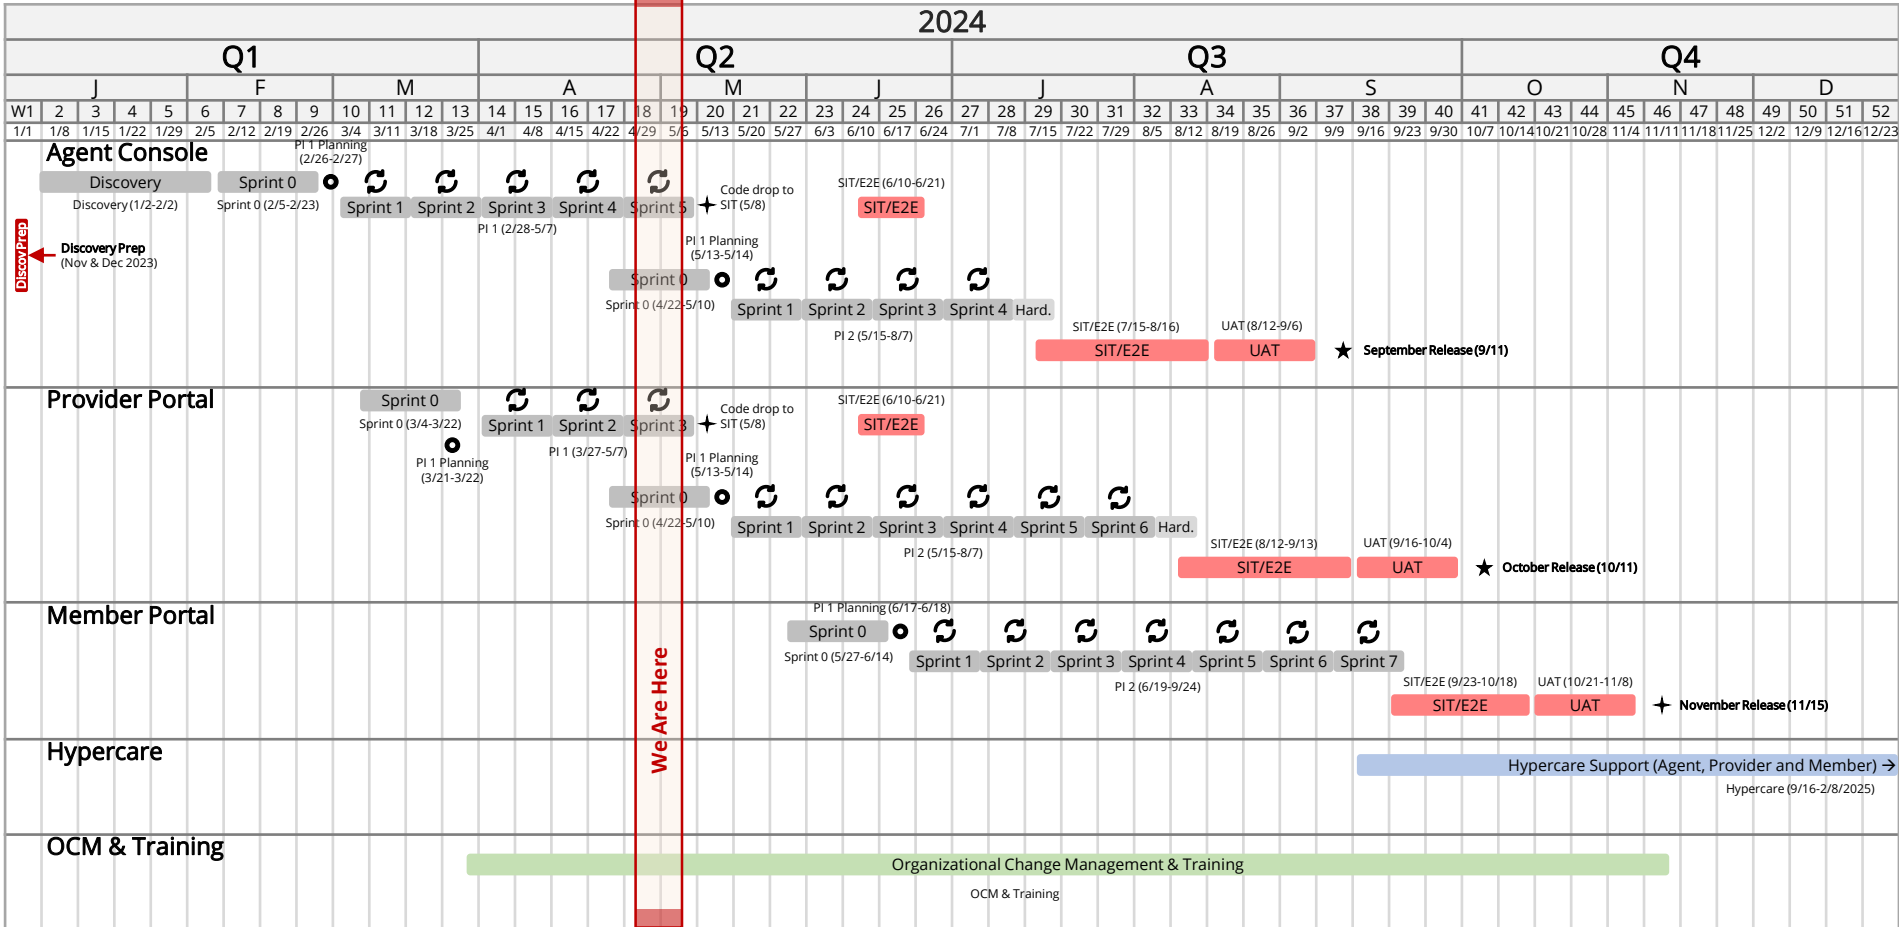 2024
Q1 Q2 Q3 Q4
J F M A M J J A S O N D
W1 2 3 4 5 6 7 8 9 10 11 12 13 14 15 16 17 18 19 20 21 22 23 24 25 26 27 28 29 30 31 32 33 34 35 36 37 38 39 40 41 42 43 44 45 46 47 48 49 50 51 52
1/1 1/8 1/15 1/22 1/29 2/5 2/12 2/19 2/26 3/4 3/11 3/18 3/25 4/1 4/8 4/15 4/22 4/29 5/6 5/13 5/20 5/27 6/3 6/10 6/17 6/24 7/1 7/8 7/15 7/22 7/29 8/5 8/12 8/19 8/26 9/2 9/9 9/16 9/23 9/30 10/7 10/14 10/21 10/28 11/4 11/11 11/18 11/25 12/2 12/9 12/16 12/23
Agent Console
PI 1 Planning
(2/26-2/27)
Discovery
Sprint 0
Discovery (1/2-2/2)
Sprint 0 (2/5-2/23)
Sprint 1 Sprint 2 Sprint 3 Sprint 4 Sprint 5
PI 1 (2/28-5/7)
Code drop to
SIT (5/8)
SIT/E2E (6/10-6/21)
SIT/E2E
Discov Prep
Discovery Prep
(Nov & Dec 2023)
PI 1 Planning
(5/13-5/14)
Sprint 0
Sprint 0 (4/22-5/10)
Sprint 1 Sprint 2 Sprint 3 Sprint 4 Hard.
PI 2 (5/15-8/7)
SIT/E2E (7/15-8/16)
SIT/E2E
UAT (8/12-9/6)
UAT
September Release (9/11)
Provider Portal
Sprint 0
Sprint 0 (3/4-3/22)
PI 1 Planning
(3/21-3/22)
Sprint 1 Sprint 2 Sprint 3
PI 1 (3/27-5/7)
Code drop to
SIT (5/8)
SIT/E2E (6/10-6/21)
SIT/E2E
PI 1 Planning
(5/13-5/14)
Sprint 0
Sprint 0 (4/22-5/10)
Sprint 1 Sprint 2 Sprint 3 Sprint 4 Sprint 5 Sprint 6 Hard.
PI 2 (5/15-8/7)
SIT/E2E (8/12-9/13)
SIT/E2E
UAT (9/16-10/4)
UAT
October Release (10/11)
Member Portal
PI 1 Planning (6/17-6/18)
Sprint 0
Sprint 0 (5/27-6/14)
Sprint 1 Sprint 2 Sprint 3 Sprint 4 Sprint 5 Sprint 6 Sprint 7
PI 2 (6/19-9/24)
SIT/E2E (9/23-10/18)
SIT/E2E
UAT (10/21-11/8)
UAT
November Release (11/15)
We Are Here
Hypercare
Hypercare Support (Agent, Provider and Member) →
Hypercare (9/16-2/8/2025)
OCM & Training
Organizational Change Management & Training
OCM & Training